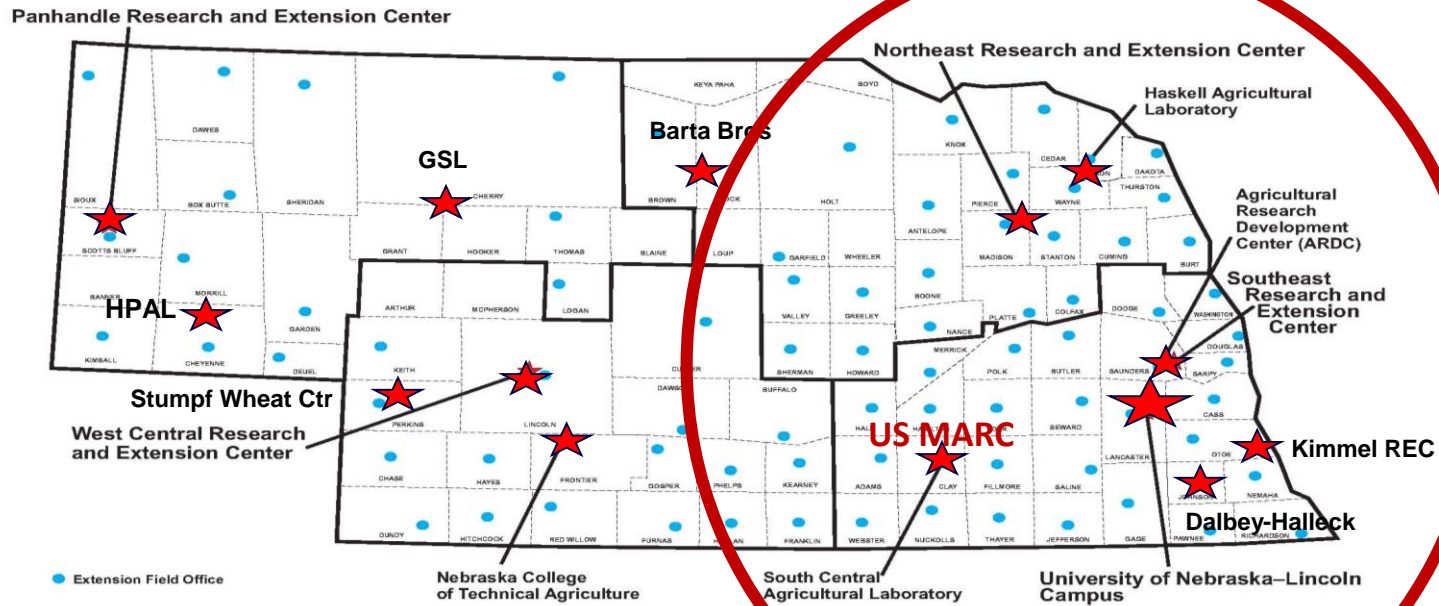 Panhandle Research and Extension Center
Northeast Research and Extension Center
Haskell Agricultural
Laboratory
Agricultural
Research
Development
Center (ARDC)
Southeast
Research and
Extension
Center
KEYA PAHA
BOYD
DAWES
Barta Bros
KNOX
CEDAR
DAKOTA
GSL
THURSTON
SIOUX
BOX BUTTE
SHERIDAN
CHERRY
BROWN
HOLT
PIERCE
WAYNE
ANTELOPE
SCOTTS BLUFF
GRANT
HOOKER
THOMAS
BLAINE
LOUP
GARFIELD
WHEELER
MADISON
STANTON
CUMING
BURT
BANNER
MORRILL
HPAL
GARDEN
ARTHUR
MCPHERSON
LOGAN
VALLEY
GREELEY
BOONE
NANCE
PLATTE
COLFAX
DODGE
WASHINGTON
KIMBALL
CHEYENNE
DEUEL
KEITH
SHERMAN
HOWARD
MERRICK
POLK
BUTLER
SAUNDERS
DOUGLAS
SARPY
Stumpf Wheat Ctr
DAWSON
BUFFALO
CASS
West Central Research
and Extension Center
PERKINS
LINCOLN
US MARC
SEWARD
LANCASTER
OTOE
Kimmel REC
CHASE
HAYES
FRONTIER
GOSPER
PHELPS
KEARNEY
ADAMS
CLAY
FILLMORE
SALINE
JOHNSON
NEMAHA
Dalbey-Halleck
DUNDY
HITCHCOCK
RED WILLOW
FURNAS
FRANKLIN
WEBSTER
NUCKOLLS
THAYER
JEFFERSON
GAGE
PAWNEE
RICHARDSON
Extension Field Office
Nebraska College
of Technical Agriculture
South Central
Agricultural Laboratory
University of Nebraska–Lincoln
Campus